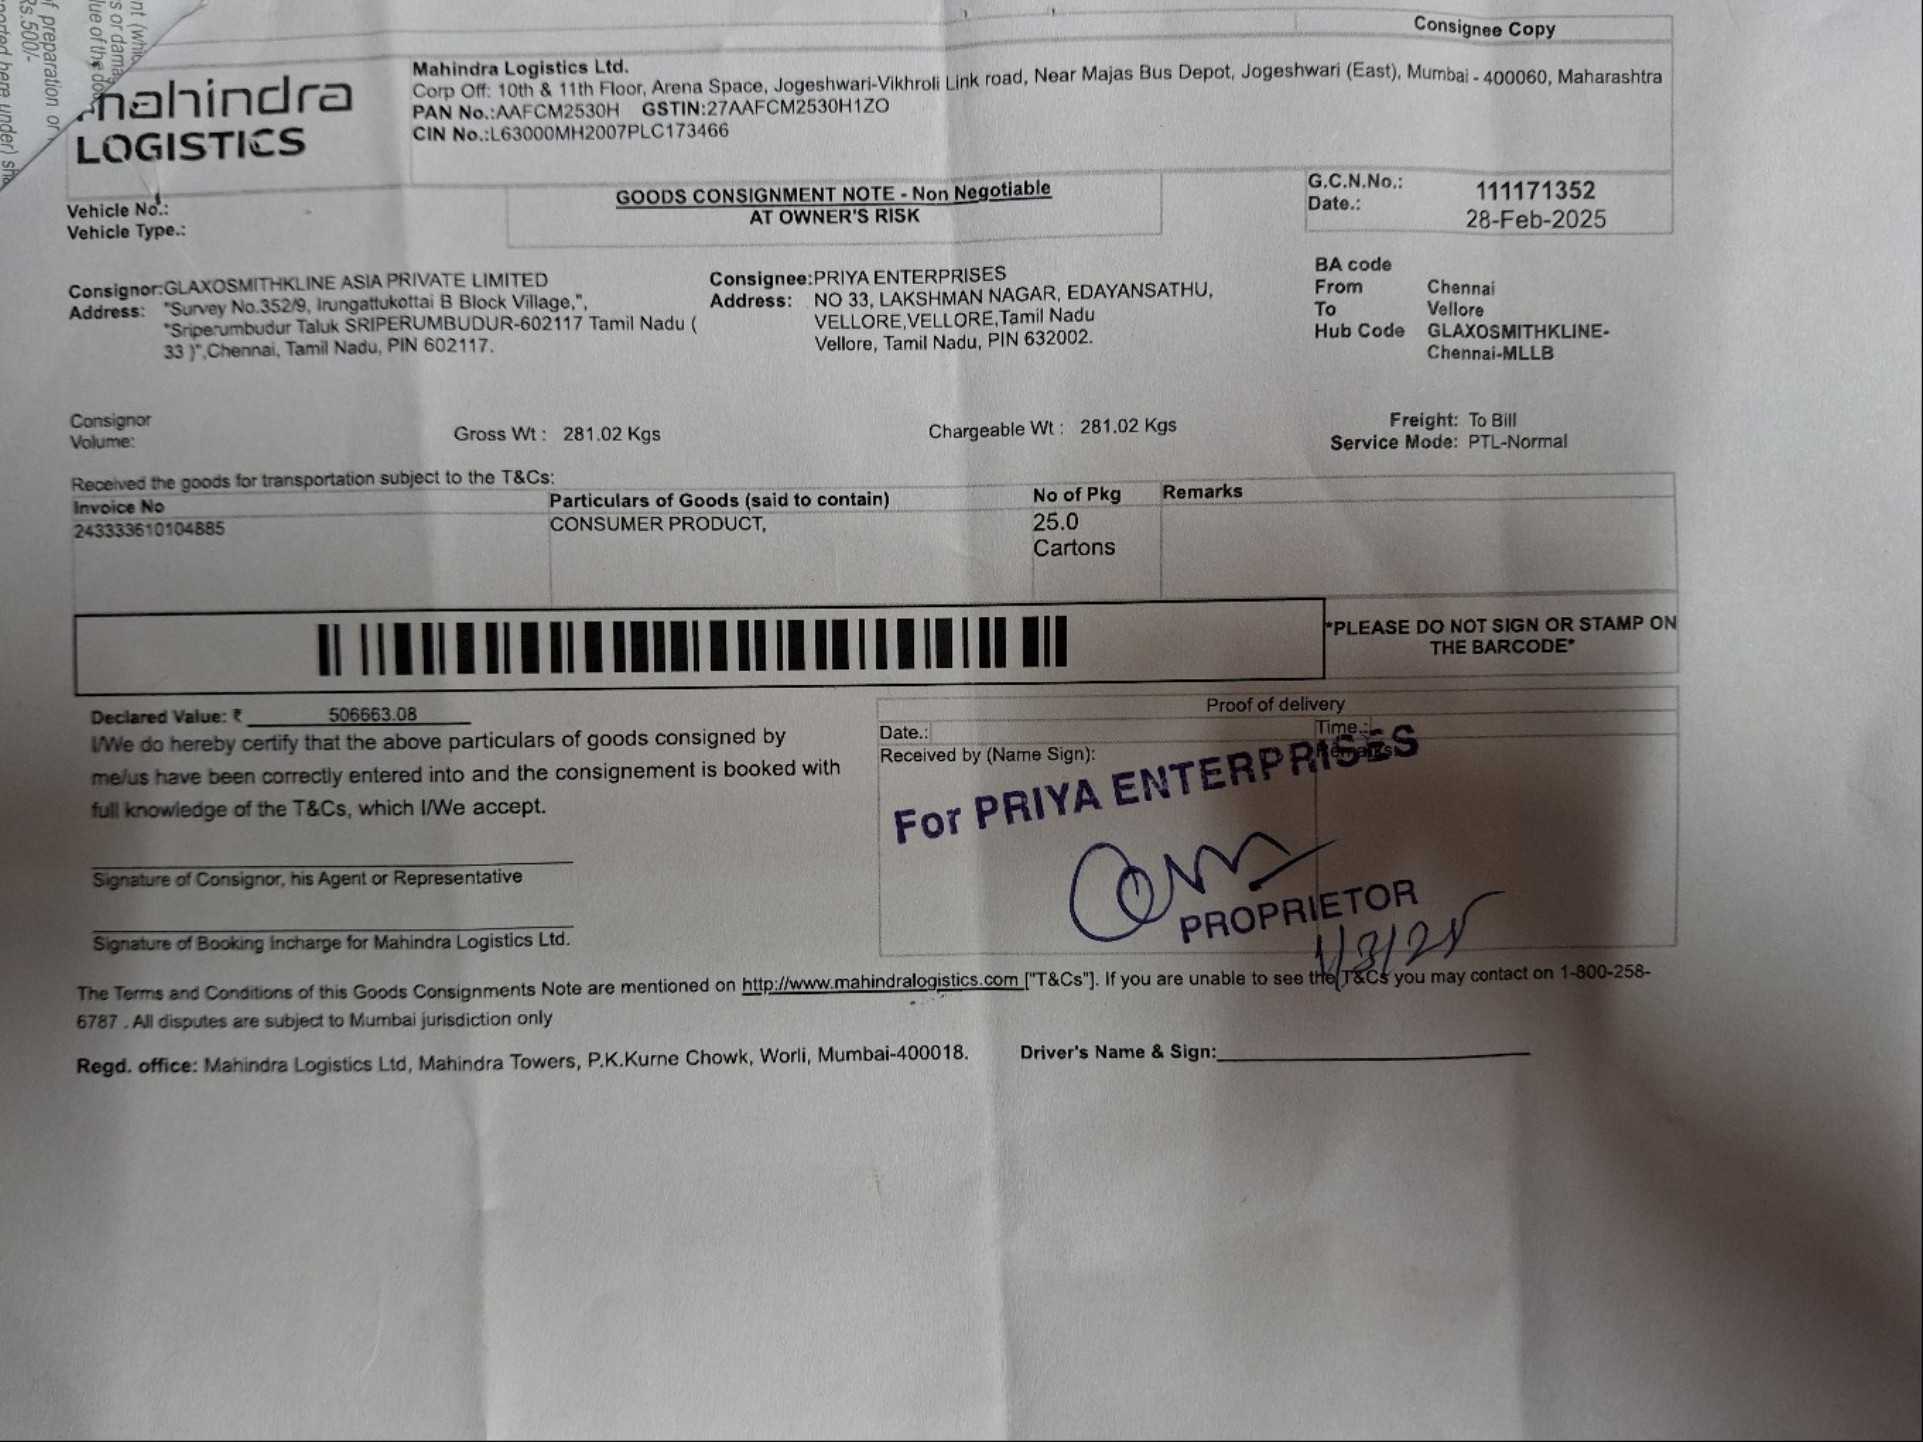 Consignee Copy
mahindra
LOGISTICS
Mahindra Logistics Ltd.
Corp Off: 10th & 11th Floor, Arena Space, Jogeshwari-Vikhroli Link road, Near Majas Bus Depot, Jogeshwari (East), Mumbai - 400060, Maharashtra
PAN No.:AAFCM2530H GSTIN:27AAFCM2530H1ZO
CIN No.:L63000MH2007PLC173466
Vehicle No.:
Vehicle Type.:
GOODS CONSIGNMENT NOTE - Non Negotiable
AT OWNER'S RISK
G.C.N.No.: 111171352
Date.: 28-Feb-2025
Consignor:GLAXOSMITHKLINE ASIA PRIVATE LIMITED
Address: "Survey No.352/9, Irungattukottai B Block Village,",
"Sriperumbudur Taluk SRIPERUMBUDUR-602117 Tamil Nadu (
33 )",Chennai, Tamil Nadu, PIN 602117.
Consignee:PRIYA ENTERPRISES
Address: NO 33, LAKSHMAN NAGAR, EDAYANSATHU,
VELLORE,VELLORE,Tamil Nadu
Vellore, Tamil Nadu, PIN 632002.
BA code
From Chennai
To Vellore
Hub Code GLAXOSMITHKLINE-
Chennai-MLLB
Consignor
Volume:
Gross Wt : 281.02 Kgs
Chargeable Wt : 281.02 Kgs
Freight: To Bill
Service Mode: PTL-Normal
Received the goods for transportation subject to the T&Cs:
Invoice No Particulars of Goods (said to contain) No of Pkg Remarks
243333610104885 CONSUMER PRODUCT, 25.0
Cartons
*PLEASE DO NOT SIGN OR STAMP ON
THE BARCODE*
Declared Value: ₹ 506663.08
I/We do hereby certify that the above particulars of goods consigned by
me/us have been correctly entered into and the consignement is booked with
full knowledge of the T&Cs, which I/We accept.
Signature of Consignor, his Agent or Representative
Signature of Booking Incharge for Mahindra Logistics Ltd.
Proof of delivery
Date.: Time.:
Received by (Name Sign): Remarks
For PRIYA ENTERPRISES
PROPRIETOR
1/3/25
The Terms and Conditions of this Goods Consignments Note are mentioned on http://www.mahindralogistics.com ["T&Cs"]. If you are unable to see the T&Cs you may contact on 1-800-258-
6787 . All disputes are subject to Mumbai jurisdiction only
Regd. office: Mahindra Logistics Ltd, Mahindra Towers, P.K.Kurne Chowk, Worli, Mumbai-400018.
Driver's Name & Sign: